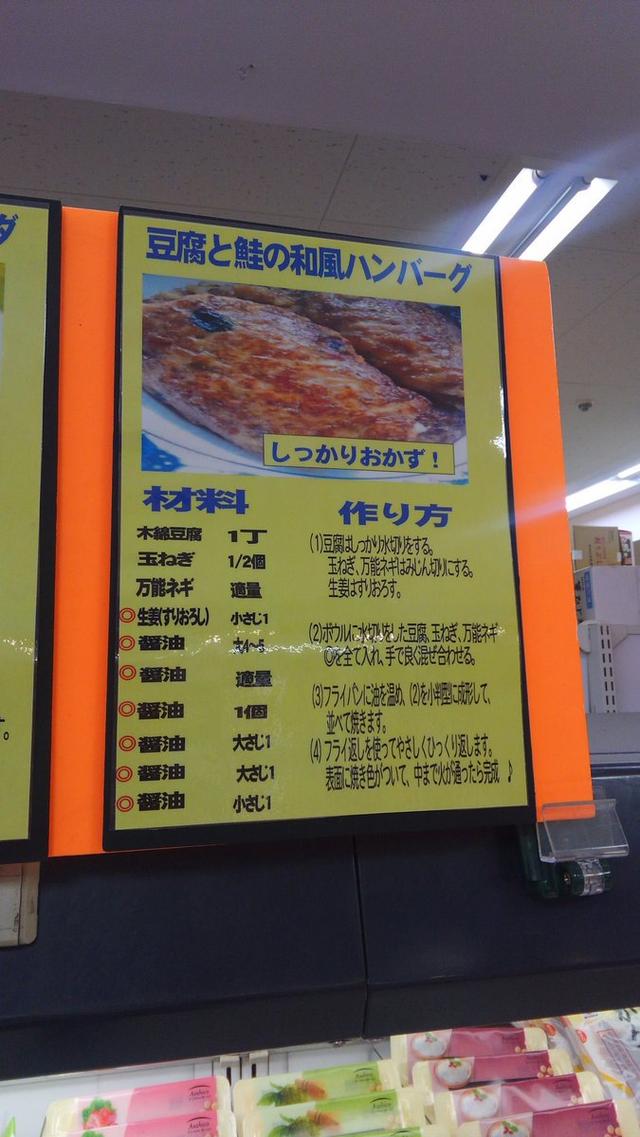 ダ
豆腐と鮭の和風ハンバーグ
しっかりおかず！
材料
木綿豆腐 1丁
玉ねぎ 1/2個
万能ネギ 適量
◎生姜(すりおろし) 小さじ1
◎醤油 大4〜5
◎醤油 適量
◎醤油 1個
◎醤油 大さじ1
◎醤油 大さじ1
◎醤油 小さじ1
作り方
(1)豆腐はしっかり水切りをする。
玉ねぎ、万能ネギはみじん切りにする。
生姜はすりおろす。
(2)ボウルに水切りをした豆腐、玉ねぎ、万能ネギ
◎を全て入れ、手で良く混ぜ合わせる。
(3)フライパンに油を温め、(2)を小判型に成形して、
並べて焼きます。
(4)フライ返しを使ってやさしくひっくり返します。
表面に焼き色がついて、中まで火が通ったら完成♪
す。